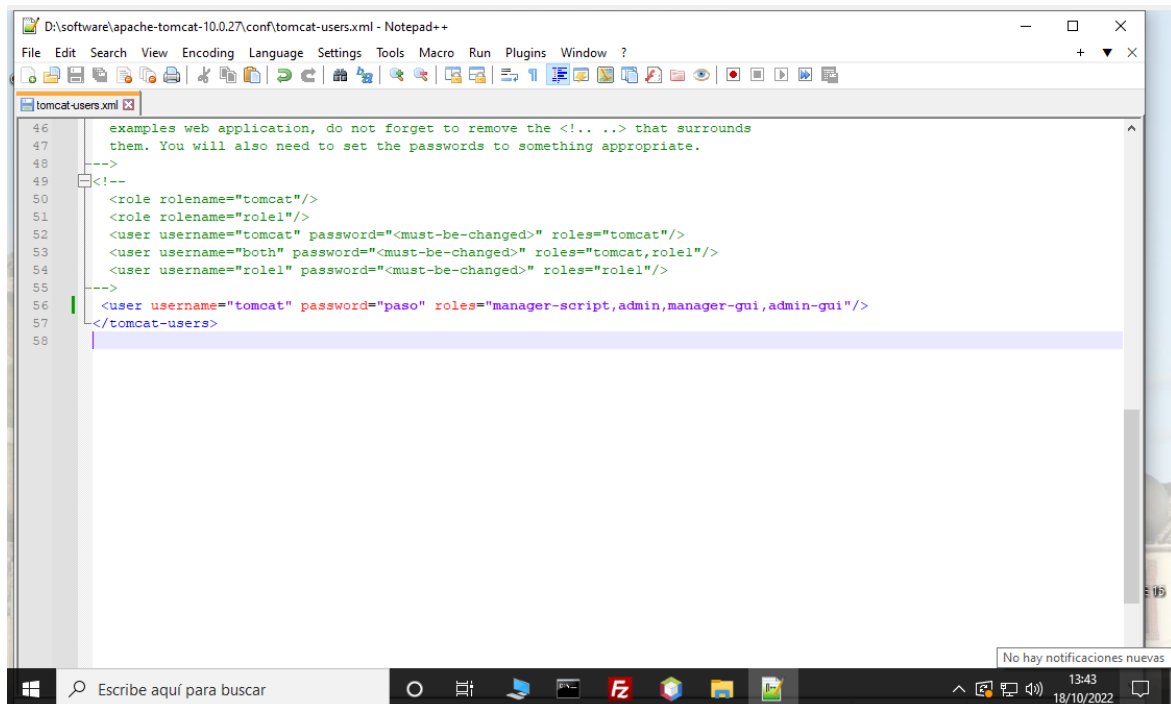 D:\software\apache-tomcat-10.0.27\conf\tomcat-users.xml - Notepad++
File Edit Search View Encoding Language Settings Tools Macro Run Plugins Window ?
tomcat-users.xml
46 examples web application, do not forget to remove the <!.. ..> that surrounds
47 them. You will also need to set the passwords to something appropriate.
48 -->
49 <!--
50 <role rolename="tomcat"/>
51 <role rolename="role1"/>
52 <user username="tomcat" password="<must-be-changed>" roles="tomcat"/>
53 <user username="both" password="<must-be-changed>" roles="tomcat,role1"/>
54 <user username="role1" password="<must-be-changed>" roles="role1"/>
55 -->
56 <user username="tomcat" password="paso" roles="manager-script,admin,manager-gui,admin-gui"/>
57 </tomcat-users>
58
No hay notificaciones nuevas
Escribe aquí para buscar
13:43
18/10/2022